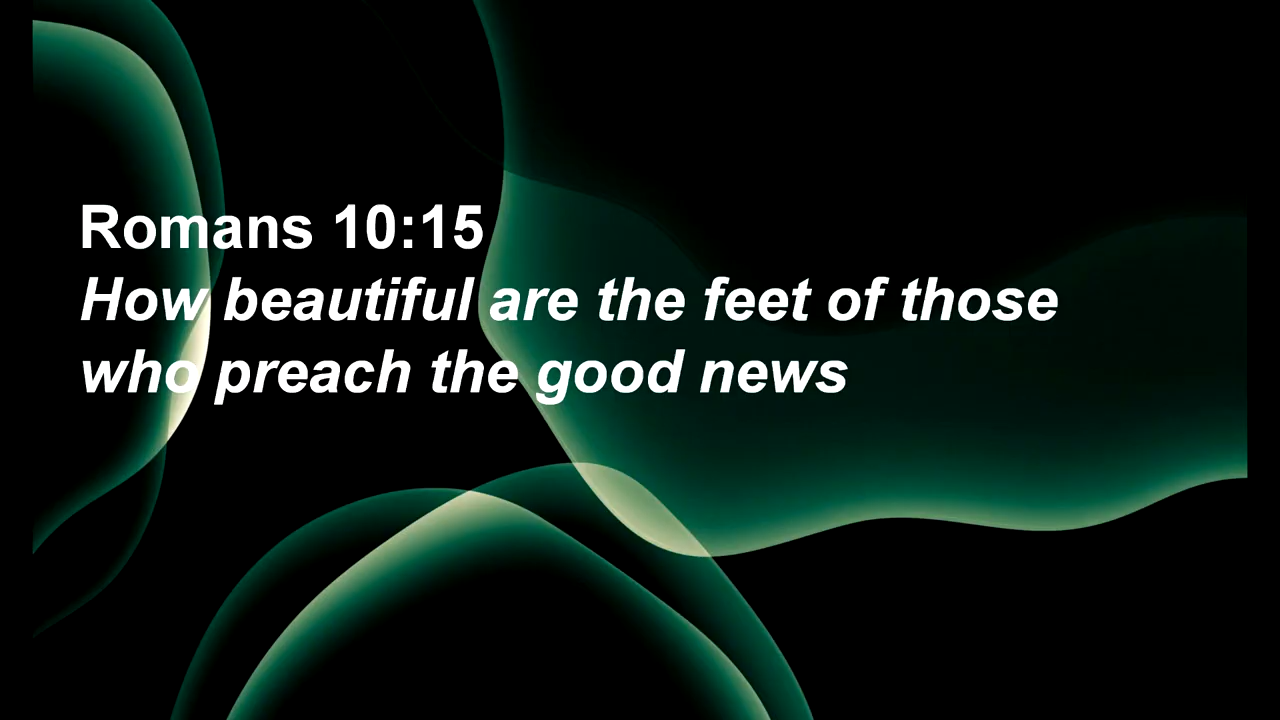 Romans 10:15
How beautiful are the feet of those
who preach the good news